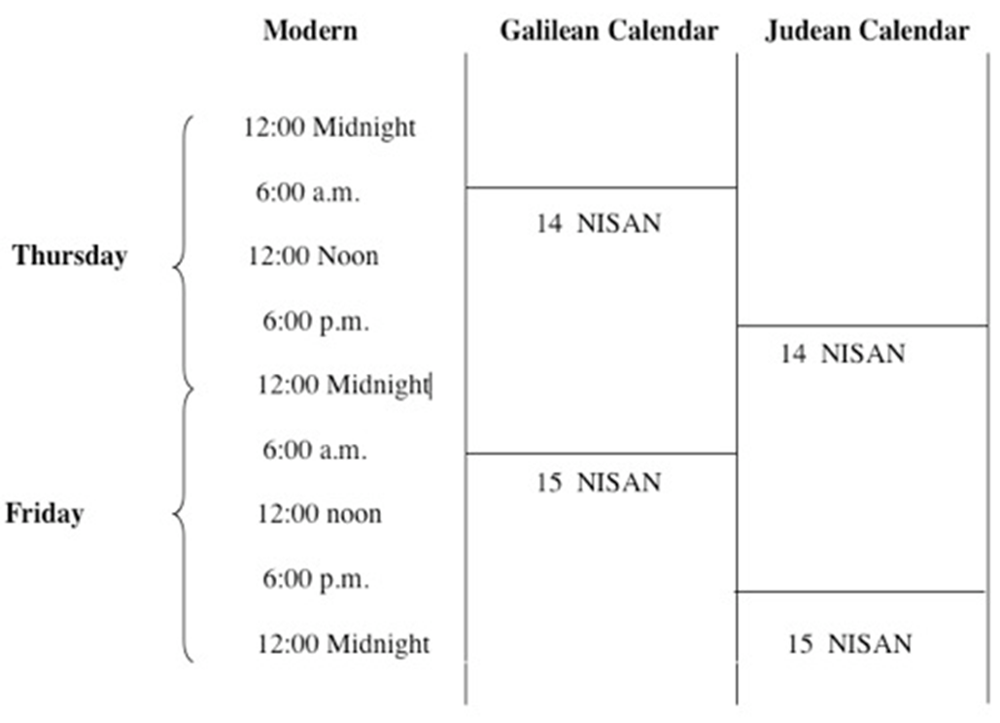 Modern Galilean Calendar Judean Calendar
12:00 Midnight
6:00 a.m.
14 NISAN
Thursday 12:00 Noon
6:00 p.m.
14 NISAN
12:00 Midnight
6:00 a.m.
15 NISAN
Friday 12:00 noon
6:00 p.m.
12:00 Midnight 15 NISAN